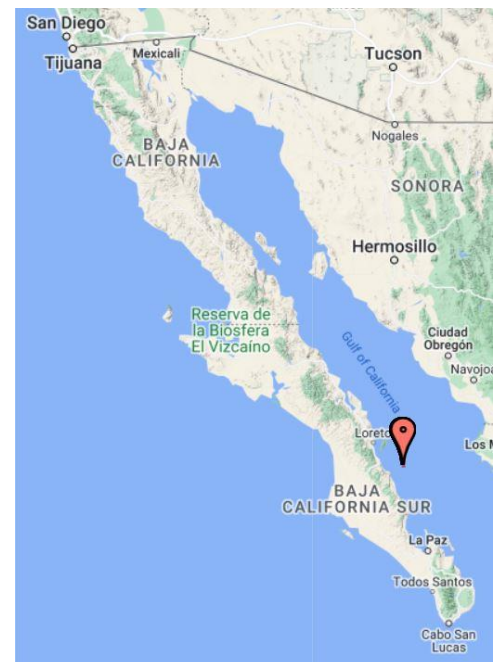 San Diego
Tijuana
Mexicali
Tucson
Nogales
BAJA
CALIFORNIA
SONORA
Hermosillo
Reserva de
la Biosfera
El Vizcaíno
Gulf of California
Ciudad
Obregón
Navojoa
Loreto
Los M
BAJA
CALIFORNIA SUR
La Paz
Todos Santos
Cabo San
Lucas